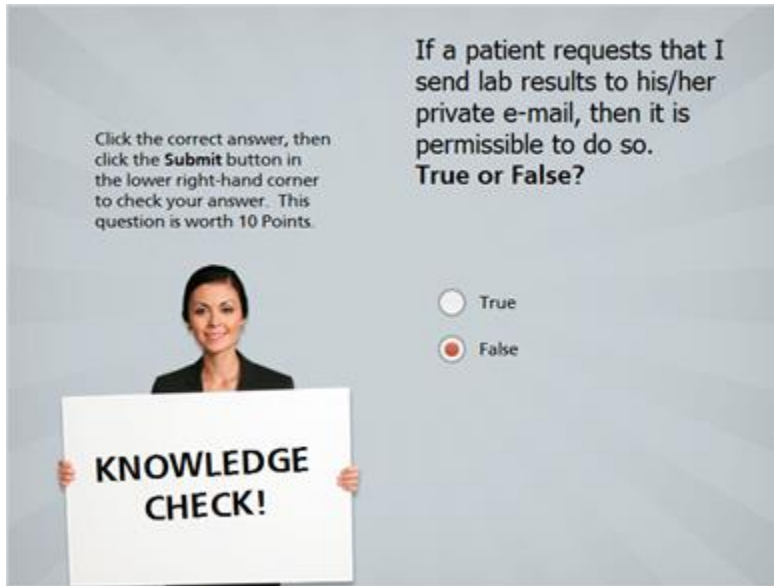 If a patient requests that I
send lab results to his/her
private e-mail, then it is
permissible to do so.
True or False?
Click the correct answer, then
click the Submit button in
the lower right-hand corner
to check your answer. This
question is worth 10 Points.
True
False
KNOWLEDGE
CHECK!